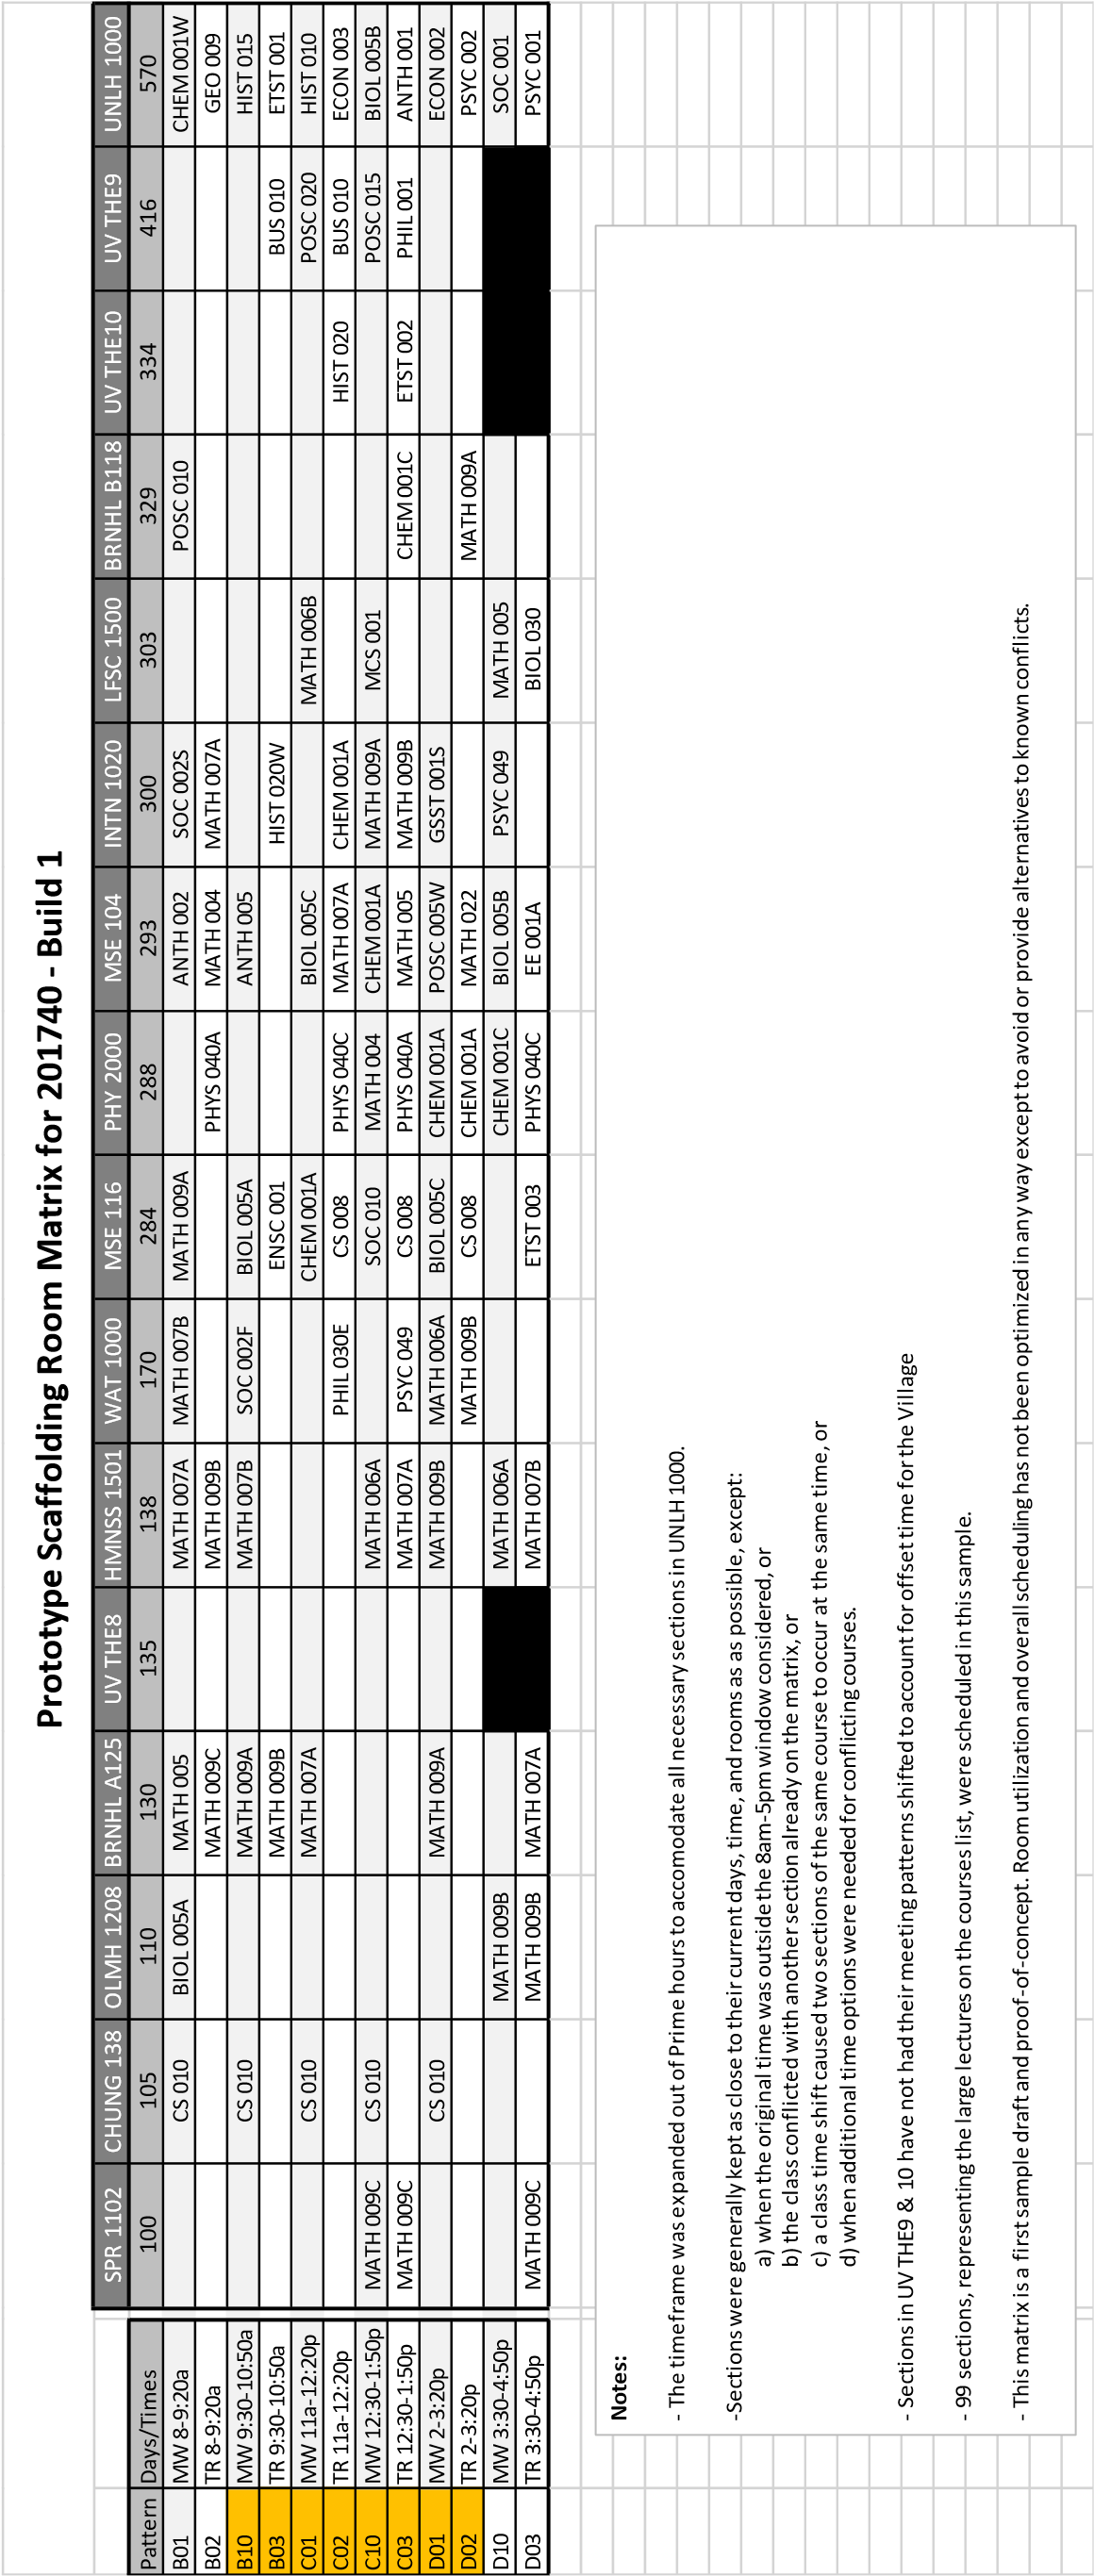 Prototype Scaffolding Room Matrix for 201740 - Build 1
SPR 1102 CHUNG 138 OLMH 1208 BRNHL A125 UV THE8 HMNSS 1501 WAT 1000 MSE 116 PHY 2000 MSE 104 INTN 1020 LFSC 1500 BRNHL B118 UV THE10 UV THE9 UNLH 1000
Pattern Days/Times 100 105 110 130 135 138 170 284 288 293 300 303 329 334 416 570
B01 MW 8-9:20a CS 010 BIOL 005A MATH 005 MATH 007A MATH 007B MATH 009A ANTH 002 SOC 002S POSC 010 CHEM 001W
B02 TR 8-9:20a MATH 009C MATH 009B PHYS 040A MATH 004 MATH 007A GEO 009
B10 MW 9:30-10:50a CS 010 MATH 009A MATH 007B SOC 002F BIOL 005A ANTH 005 HIST 015
B03 TR 9:30-10:50a MATH 009B ENSC 001 HIST 020W BUS 010 ETST 001
C01 MW 11a-12:20p CS 010 MATH 007A CHEM 001A BIOL 005C MATH 006B POSC 020 HIST 010
C02 TR 11a-12:20p PHIL 030E CS 008 PHYS 040C MATH 007A CHEM 001A HIST 020 BUS 010 ECON 003
C10 MW 12:30-1:50p MATH 009C CS 010 MATH 006A SOC 010 MATH 004 CHEM 001A MATH 009A MCS 001 POSC 015 BIOL 005B
C03 TR 12:30-1:50p MATH 009C MATH 007A PSYC 049 CS 008 PHYS 040A MATH 005 MATH 009B CHEM 001C ETST 002 PHIL 001 ANTH 001
D01 MW 2-3:20p CS 010 MATH 009A MATH 009B MATH 006A BIOL 005C CHEM 001A POSC 005W GSST 001S ECON 002
D02 TR 2-3:20p MATH 009B CS 008 CHEM 001A MATH 022 MATH 009A PSYC 002
D10 MW 3:30-4:50p MATH 009B MATH 006A CHEM 001C BIOL 005B PSYC 049 MATH 005 SOC 001
D03 TR 3:30-4:50p MATH 009C MATH 009B MATH 007A MATH 007B ETST 003 PHYS 040C EE 001A BIOL 030 PSYC 001
Notes:
- The timeframe was expanded out of Prime hours to accomodate all necessary sections in UNLH 1000.
-Sections were generally kept as close to their current days, time, and rooms as as possible, except:
a) when the original time was outside the 8am-5pm window considered, or
b) the class conflicted with another section already on the matrix, or
c) a class time shift caused two sections of the same course to occur at the same time, or
d) when additional time options were needed for conflicting courses.
- Sections in UV THE9 & 10 have not had their meeting patterns shifted to account for offset time for the Village
- 99 sections, representing the large lectures on the courses list, were scheduled in this sample.
- This matrix is a first sample draft and proof-of-concept. Room utilization and overall scheduling has not been optimized in any way except to avoid or provide alternatives to known conflicts.